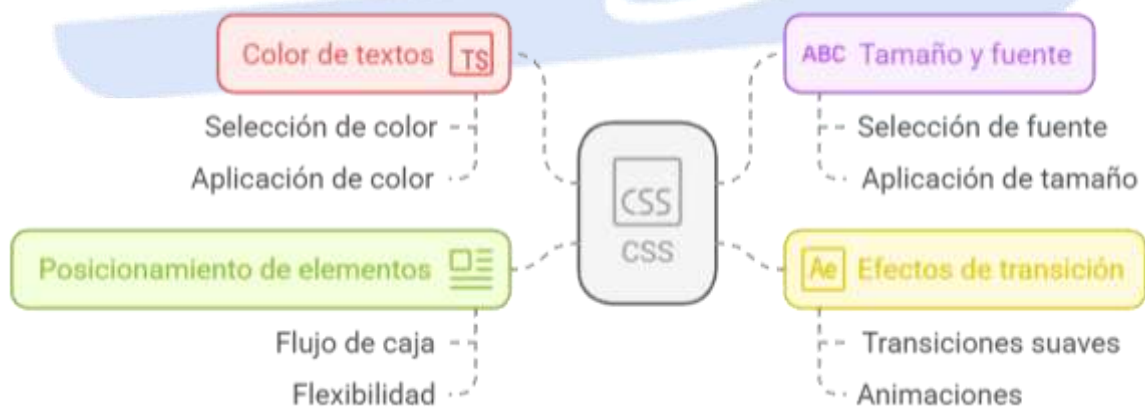 Color de textos TS
Selección de color
Aplicación de color
Posicionamiento de elementos
Flujo de caja
Flexibilidad
CSS
CSS
ABC Tamaño y fuente
Selección de fuente
Aplicación de tamaño
Ae Efectos de transición
Transiciones suaves
Animaciones